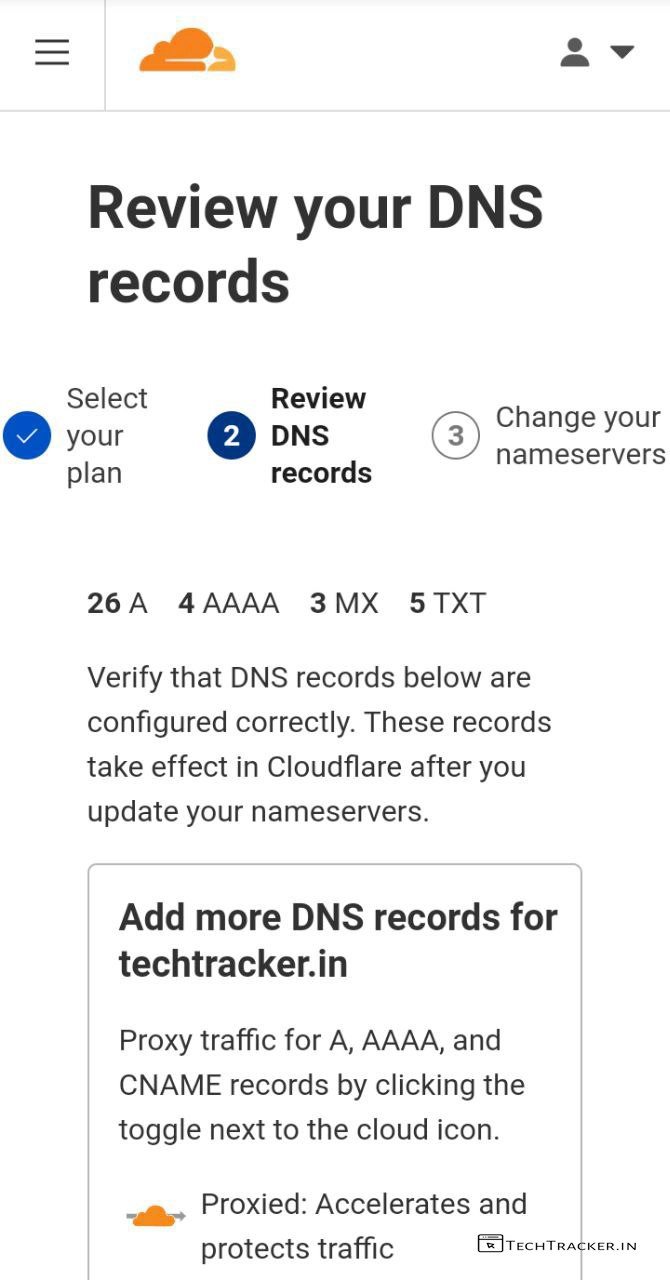 Review your DNS
records
Select
your
plan
2
Review
DNS
records
3
Change your
nameservers
26 A 4 AAAA 3 MX 5 TXT
Verify that DNS records below are
configured correctly. These records
take effect in Cloudflare after you
update your nameservers.
Add more DNS records for
techtracker.in
Proxy traffic for A, AAAA, and
CNAME records by clicking the
toggle next to the cloud icon.
Proxied: Accelerates and
protects traffic
TECHTRACKER.IN